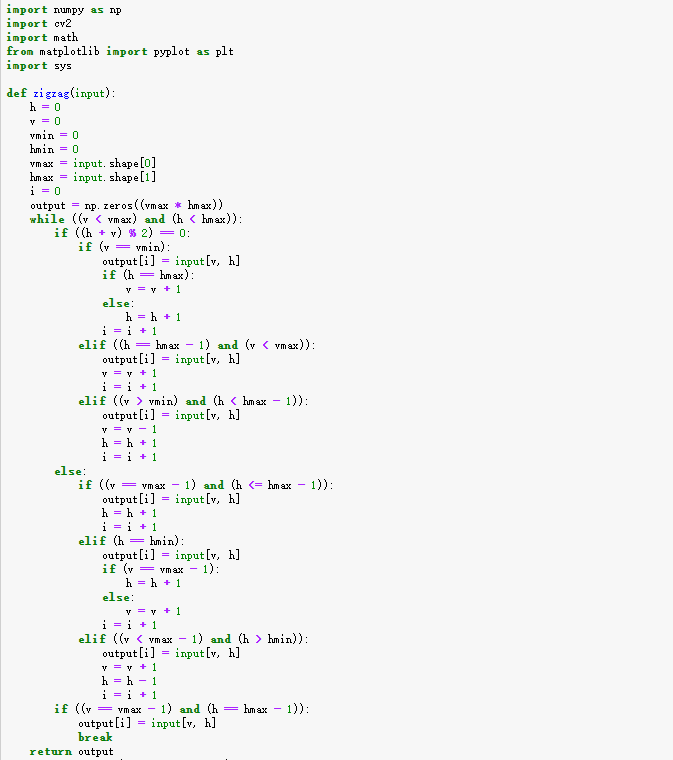 import numpy as np
import cv2
import math
from matplotlib import pyplot as plt
import sys

def zigzag(input):
    h = 0
    v = 0
    vmin = 0
    hmin = 0
    vmax = input.shape[0]
    hmax = input.shape[1]
    i = 0
    output = np.zeros((vmax * hmax))
    while ((v < vmax) and (h < hmax)):
        if ((h + v) % 2) == 0:
            if (v == vmin):
                output[i] = input[v, h]
                if (h == hmax):
                    v = v + 1
                else:
                    h = h + 1
                i = i + 1
            elif ((h == hmax - 1) and (v < vmax)):
                output[i] = input[v, h]
                v = v + 1
                i = i + 1
            elif ((v > vmin) and (h < hmax - 1)):
                output[i] = input[v, h]
                v = v - 1
                h = h + 1
                i = i + 1
        else:
            if ((v == vmax - 1) and (h <= hmax - 1)):
                output[i] = input[v, h]
                h = h + 1
                i = i + 1
            elif (h == hmin):
                output[i] = input[v, h]
                if (v == vmax - 1):
                    h = h + 1
                else:
                    v = v + 1
                i = i + 1
            elif ((v < vmax - 1) and (h > hmin)):
                output[i] = input[v, h]
                v = v + 1
                h = h - 1
                i = i + 1
        if ((v == vmax - 1) and (h == hmax - 1)):
            output[i] = input[v, h]
            break
    return output